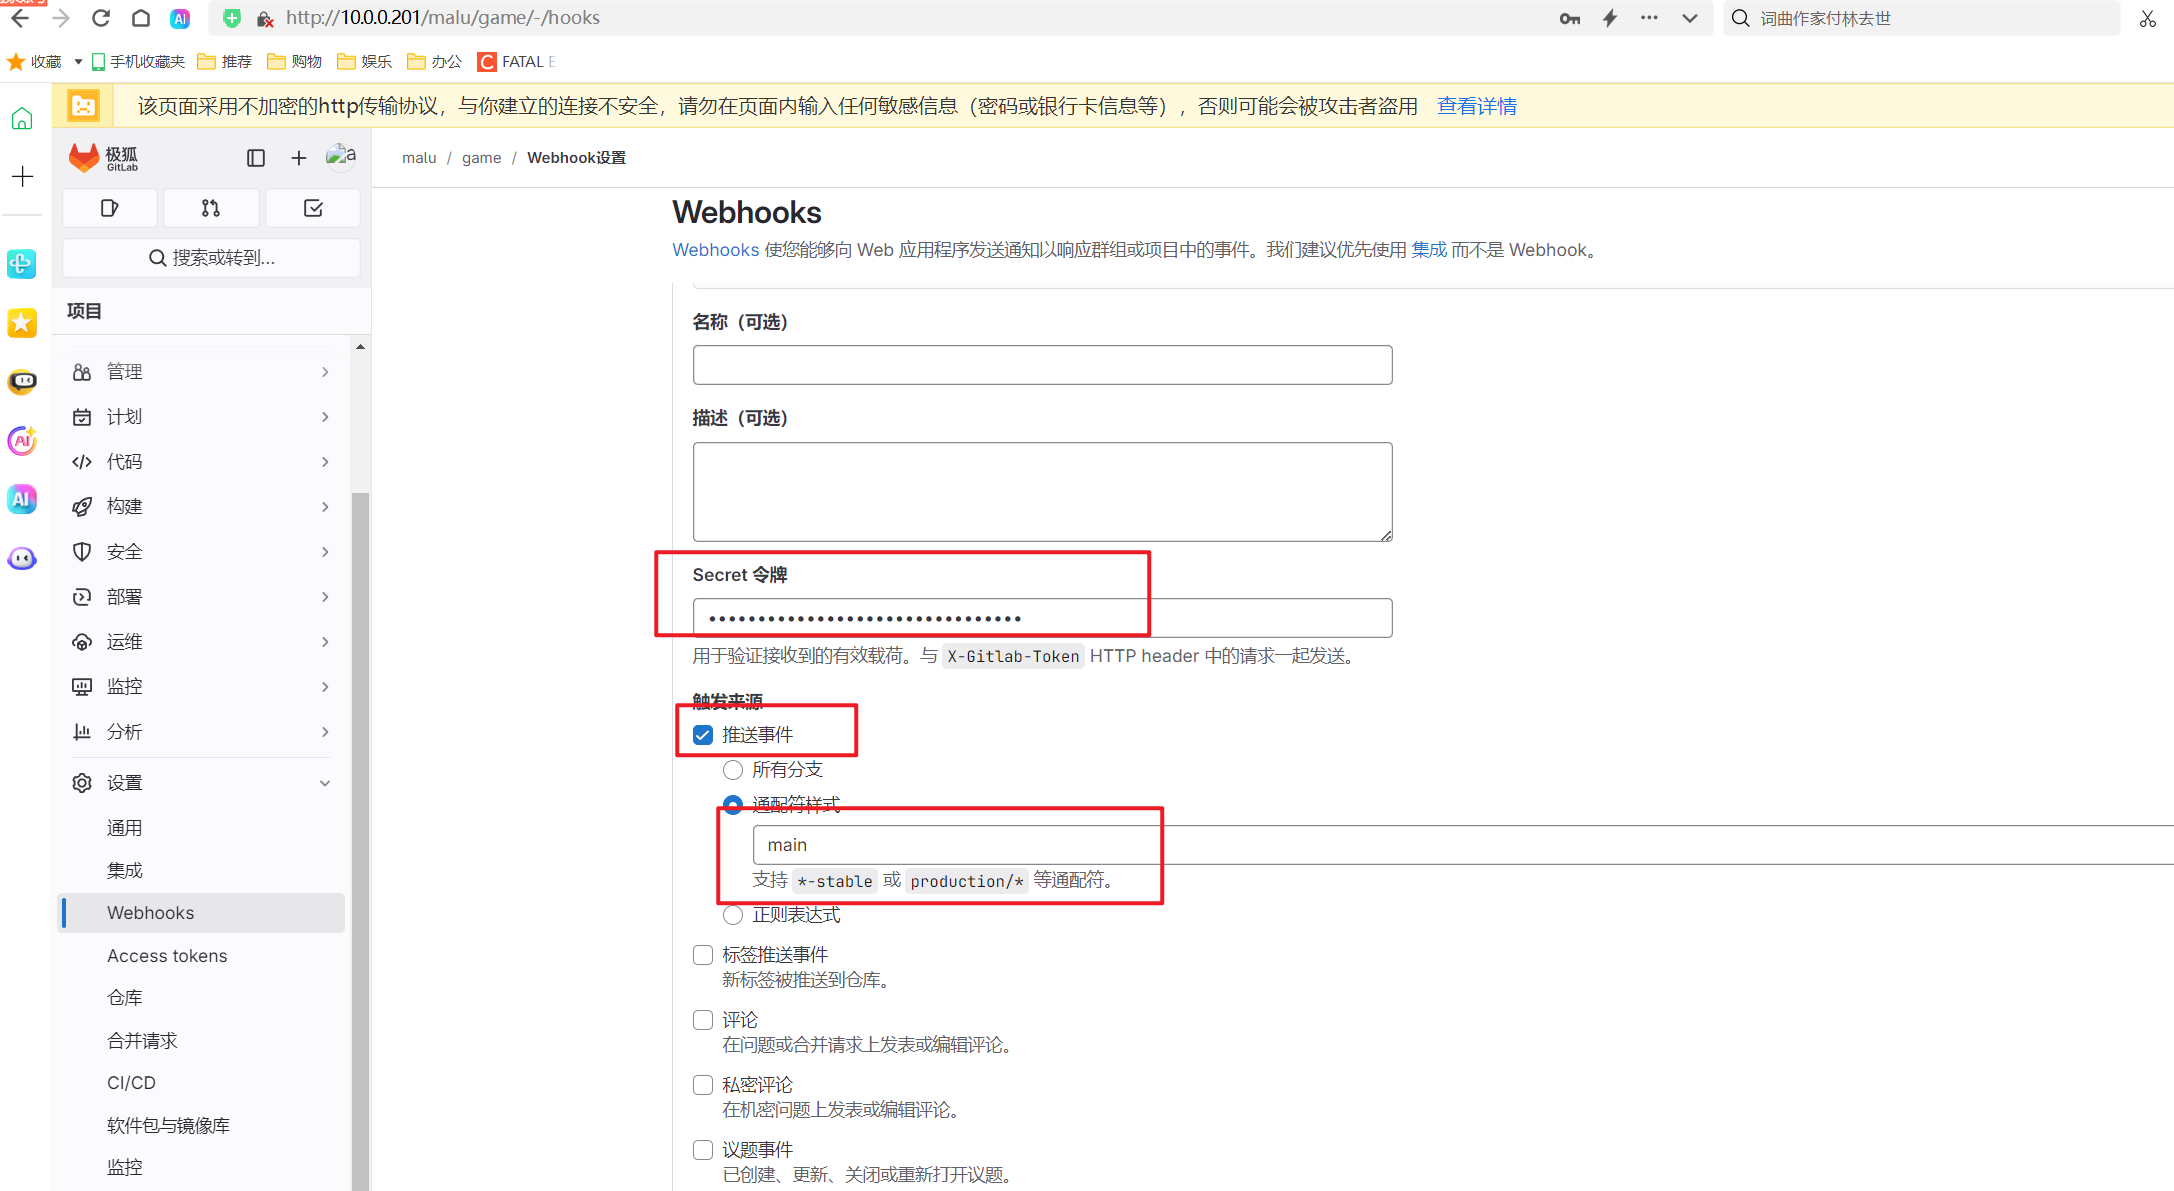 http://10.0.0.201/malu/game/-/hooks
词曲作家付林去世
收藏
手机收藏夹
推荐
购物
娱乐
办公
FATAL E
该页面采用不加密的http传输协议，与你建立的连接不安全，请勿在页面内输入任何敏感信息（密码或银行卡信息等），否则可能会被攻击者盗用 查看详情
极狐
GitLab
a
malu / game / Webhook设置
搜索或转到...
项目
管理
计划
代码
构建
安全
部署
运维
监控
分析
设置
通用
集成
Webhooks
Access tokens
仓库
合并请求
CI/CD
软件包与镜像库
监控
Webhooks
Webhooks 使您能够向 Web 应用程序发送通知以响应群组或项目中的事件。我们建议优先使用 集成 而不是 Webhook。
名称（可选）
描述（可选）
Secret 令牌
•••••••••••••••••••••••••••••••••
用于验证接收到的有效载荷。与 X-Gitlab-Token HTTP header 中的请求一起发送。
触发来源
推送事件
所有分支
通配符样式
main
支持 *-stable 或 production/* 等通配符。
正则表达式
标签推送事件
新标签被推送到仓库。
评论
在问题或合并请求上发表或编辑评论。
私密评论
在机密问题上发表或编辑评论。
议题事件
已创建、更新、关闭或重新打开议题。